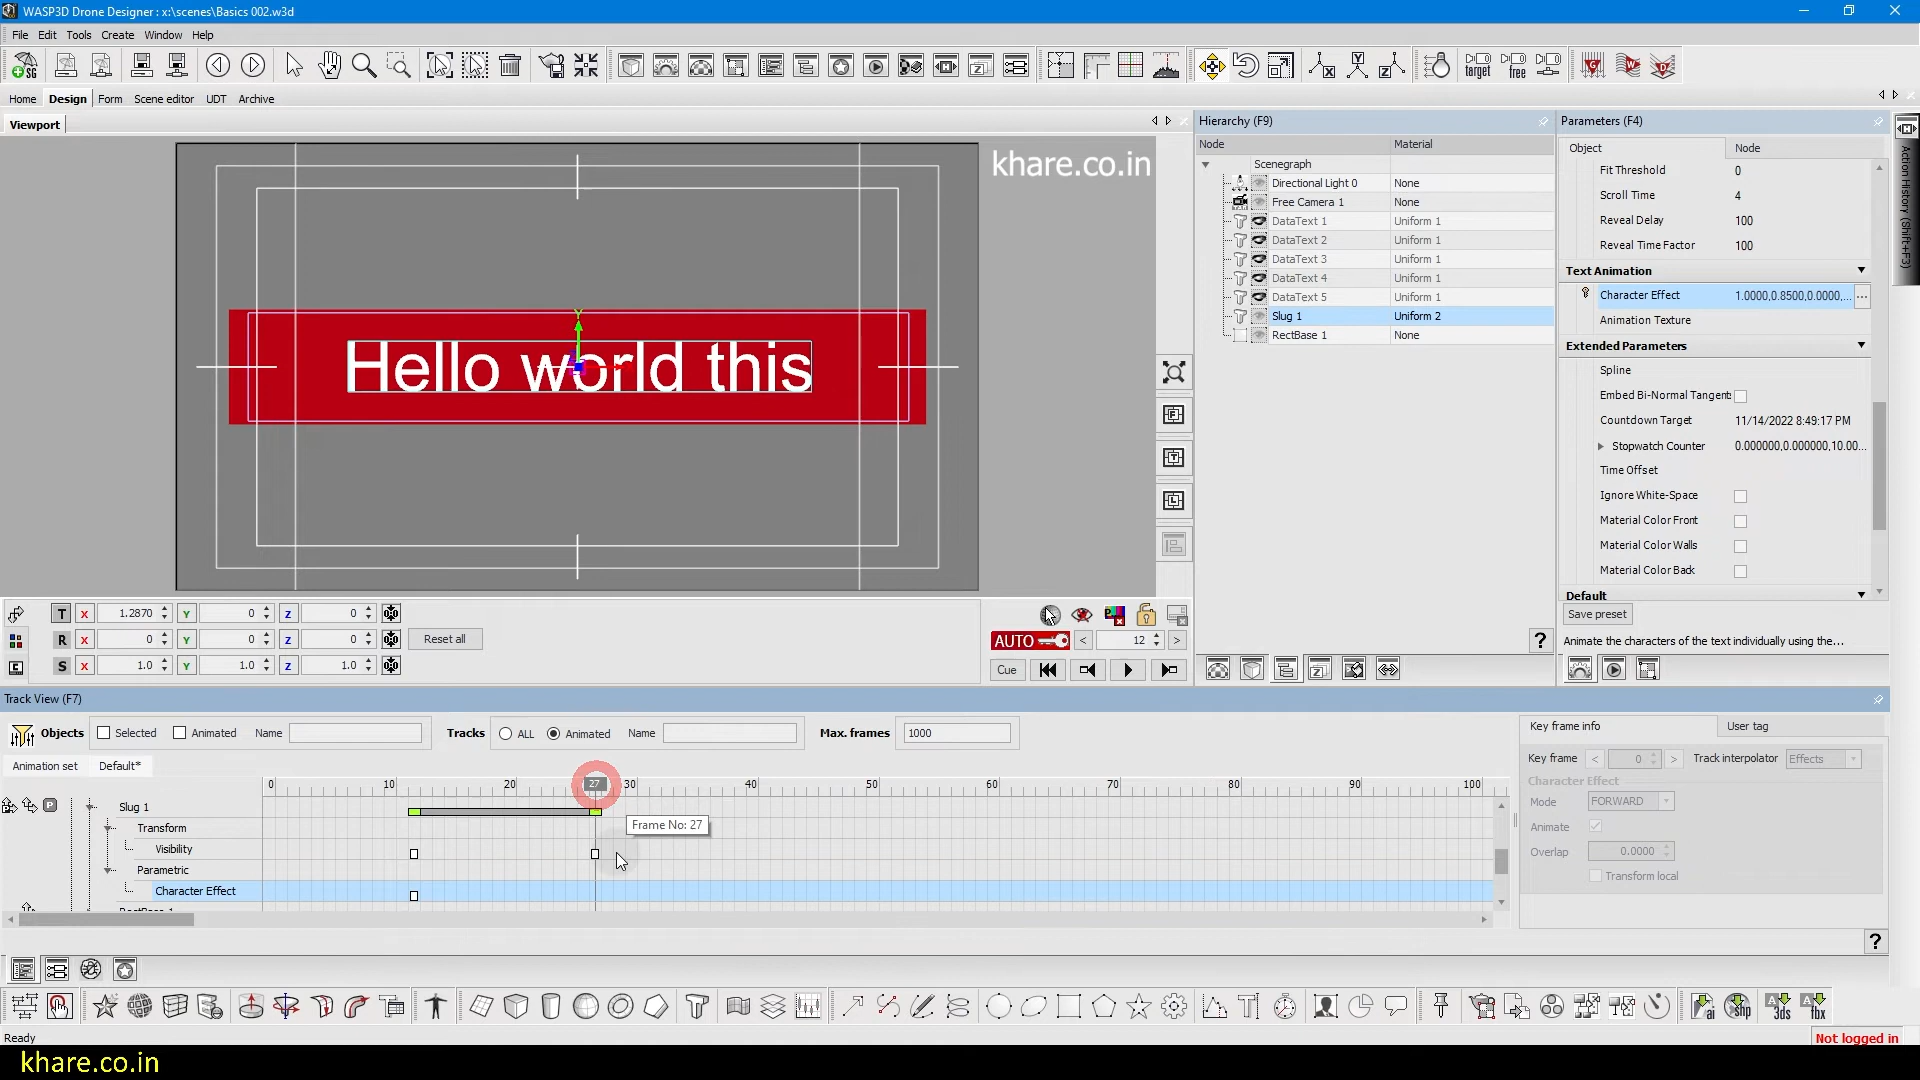 WASP3D Drone Designer : x:\scenes\Basics 002.w3d
File Edit Tools Create Window Help
SG
target free
Home Design Form Scene editor UDT Archive
Viewport
khare.co.in
Hello world this
Y
Hierarchy (F9)
Node Material
Scenegraph
Directional Light 0 None
Free Camera 1 None
DataText 1 Uniform 1
DataText 2 Uniform 1
DataText 3 Uniform 1
DataText 4 Uniform 1
DataText 5 Uniform 1
Slug 1 Uniform 2
RectBase 1 None
Parameters (F4)
Object Node
Fit Threshold 0
Scroll Time 4
Reveal Delay 100
Reveal Time Factor 100
Text Animation
Character Effect 1.0000,0.8500,0.0000,... ...
Animation Texture
Extended Parameters
Spline
Embed Bi-Normal Tangent:
Countdown Target 11/14/2022 8:49:17 PM
Stopwatch Counter 0.000000,0.000000,10.00...
Time Offset
Ignore White-Space
Material Color Front
Material Color Walls
Material Color Back
Default
Save preset
Animate the characters of the text individually using the...
Action History (Shift+F3)
T X 1.2870 Y 0 Z 0
R X 0 Y 0 Z 0 Reset all
S X 1.0 Y 1.0 Z 1.0
AUTO < 12 >
Cue
?
Track View (F7)
Objects Selected Animated Name Tracks ALL Animated Name Max. frames 1000
Animation set Default*
0 10 20 27 30 40 50 60 70 80 90 100
P Slug 1
Transform
Visibility
Parametric
Character Effect
Frame No: 27
Key frame info User tag
Key frame < 0 > Track interpolator Effects
Character Effect
Mode FORWARD
Animate
Overlap 0.0000
Transform local
?
ai shp 3ds fbx
Ready
Not logged in
khare.co.in